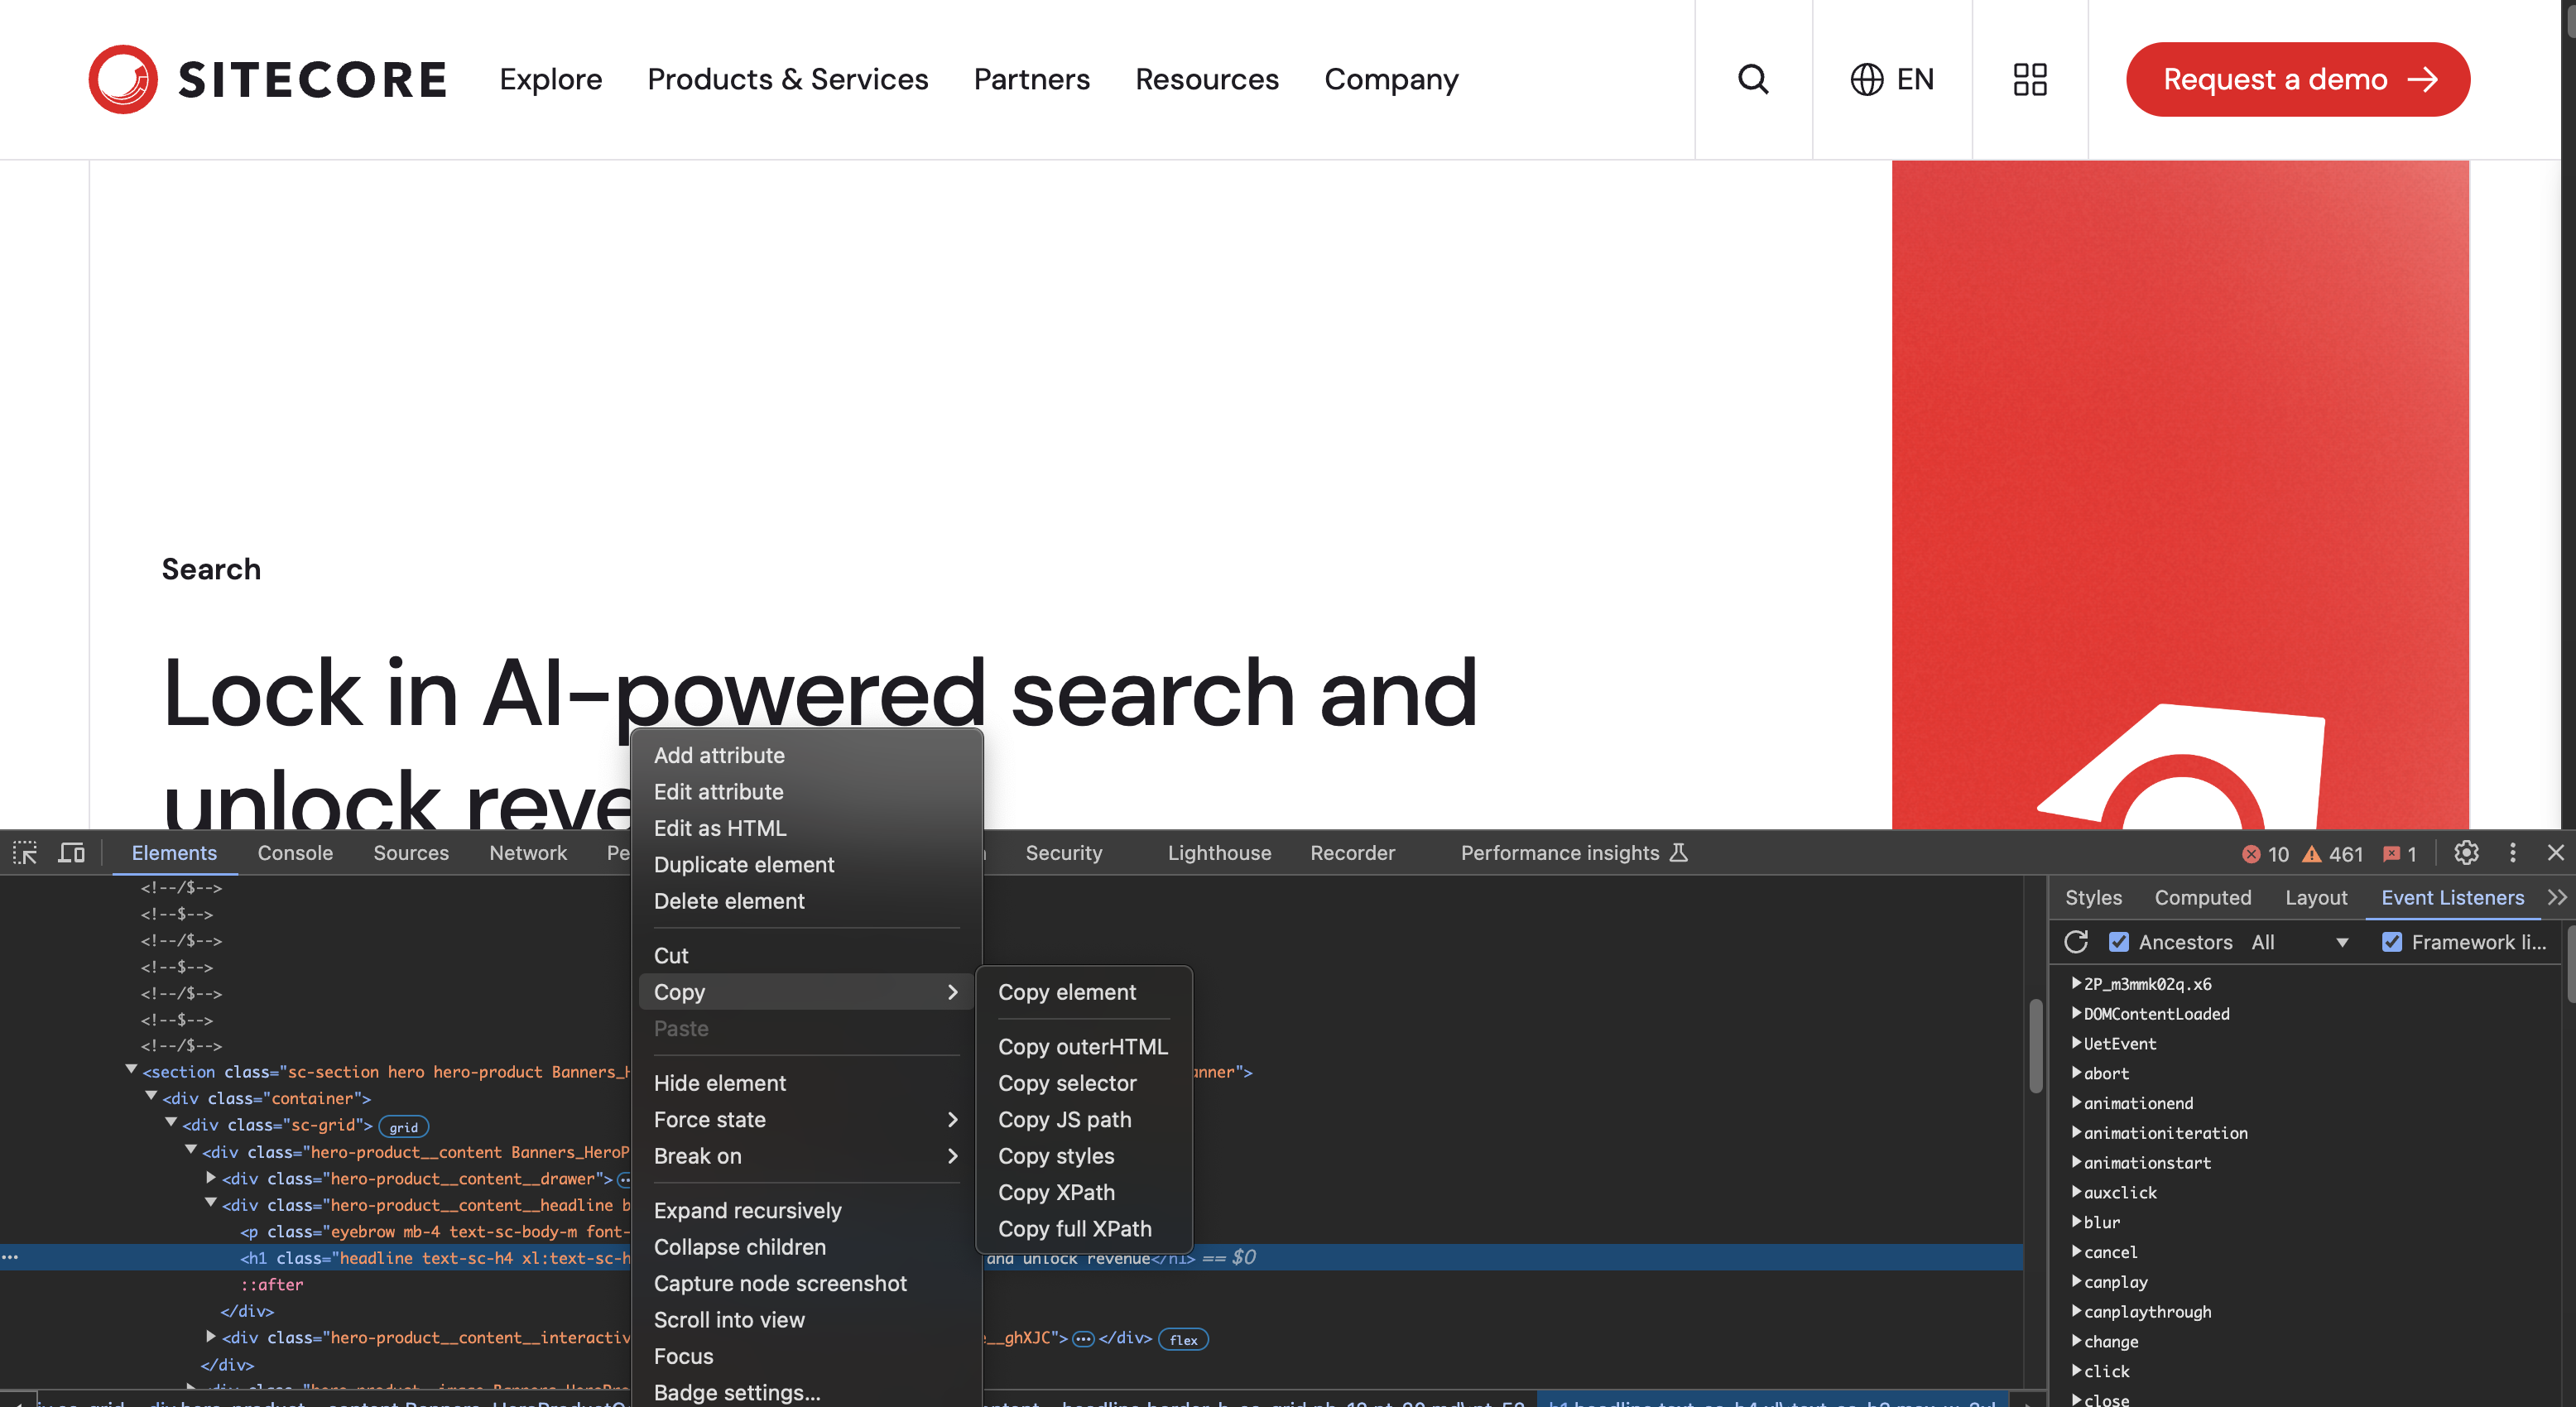 SITECORE Explore Products & Services Partners Resources Company EN Request a demo
Search
Lock in AI-powered search and
unlock reve
Add attribute
Edit attribute
Edit as HTML
Duplicate element
Delete element
Cut
Copy
Paste
Hide element
Force state
Break on
Expand recursively
Collapse children
Capture node screenshot
Scroll into view
Focus
Badge settings...
Copy element
Copy outerHTML
Copy selector
Copy JS path
Copy styles
Copy XPath
Copy full XPath
Elements Console Sources Network Pe Security Lighthouse Recorder Performance insights 10 461 1
<!--/$-->
<!--$-->
<!--/$-->
<!--$-->
<!--/$-->
<!--$-->
<!--/$-->
<section class="sc-section hero hero-product Banners_H anner">
<div class="container">
<div class="sc-grid"> grid
<div class="hero-product__content Banners_HeroP
<div class="hero-product__content__drawer">
<div class="hero-product__content__headline b
<p class="eyebrow mb-4 text-sc-body-m font-
<h1 class="headline text-sc-h4 xl:text-sc-h and unlock revenue</h1> == $0
::after
</div>
<div class="hero-product__content__interactiv e__ghXJC"> </div> flex
</div>
Styles Computed Layout Event Listeners
Ancestors All Framework li...
2P_m3mmk02q.x6
DOMContentLoaded
UetEvent
abort
animationend
animationiteration
animationstart
auxclick
blur
cancel
canplay
canplaythrough
change
click
close